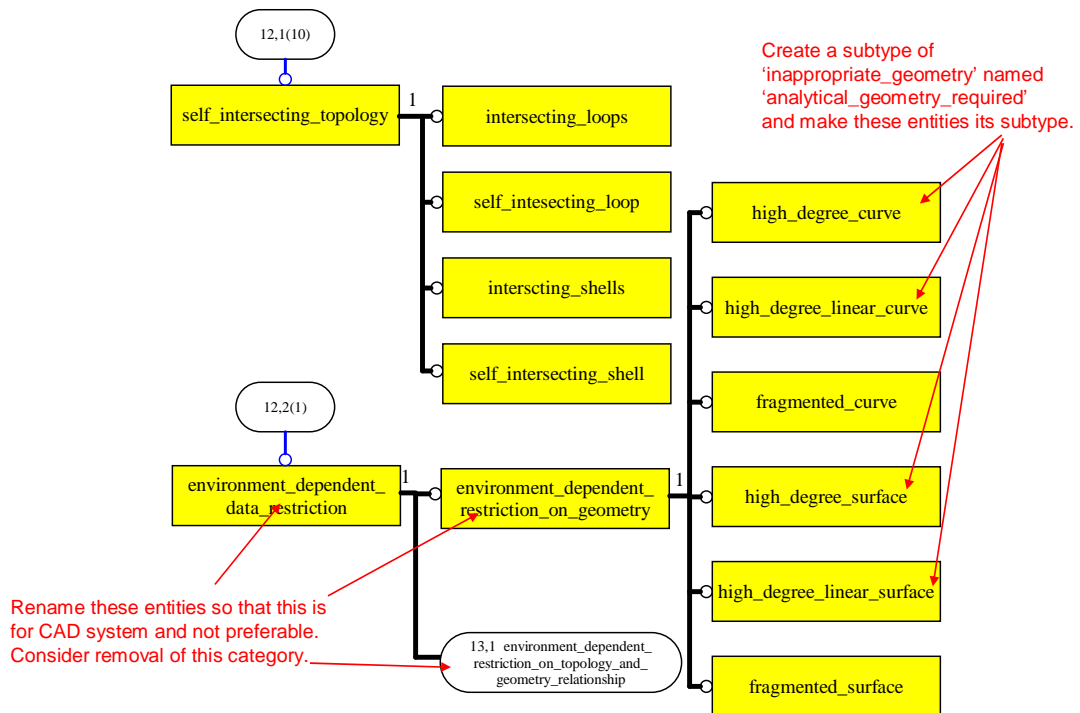 12,1(10)
self_intersecting_topology
1
intersecting_loops
self_intesecting_loop
interscting_shells
self_intersecting_shell
Create a subtype of
‘inappropriate_geometry’ named
‘analytical_geometry_required’
and make these entities its subtype.
high_degree_curve
high_degree_linear_curve
fragmented_curve
high_degree_surface
high_degree_linear_surface
fragmented_surface
12,2(1)
environment_dependent_
data_restriction
1
environment_dependent_
restriction_on_geometry
1
Rename these entities so that this is
for CAD system and not preferable.
Consider removal of this category.
13,1 environment_dependent_
restriction_on_topology_and_
geometry_relationship